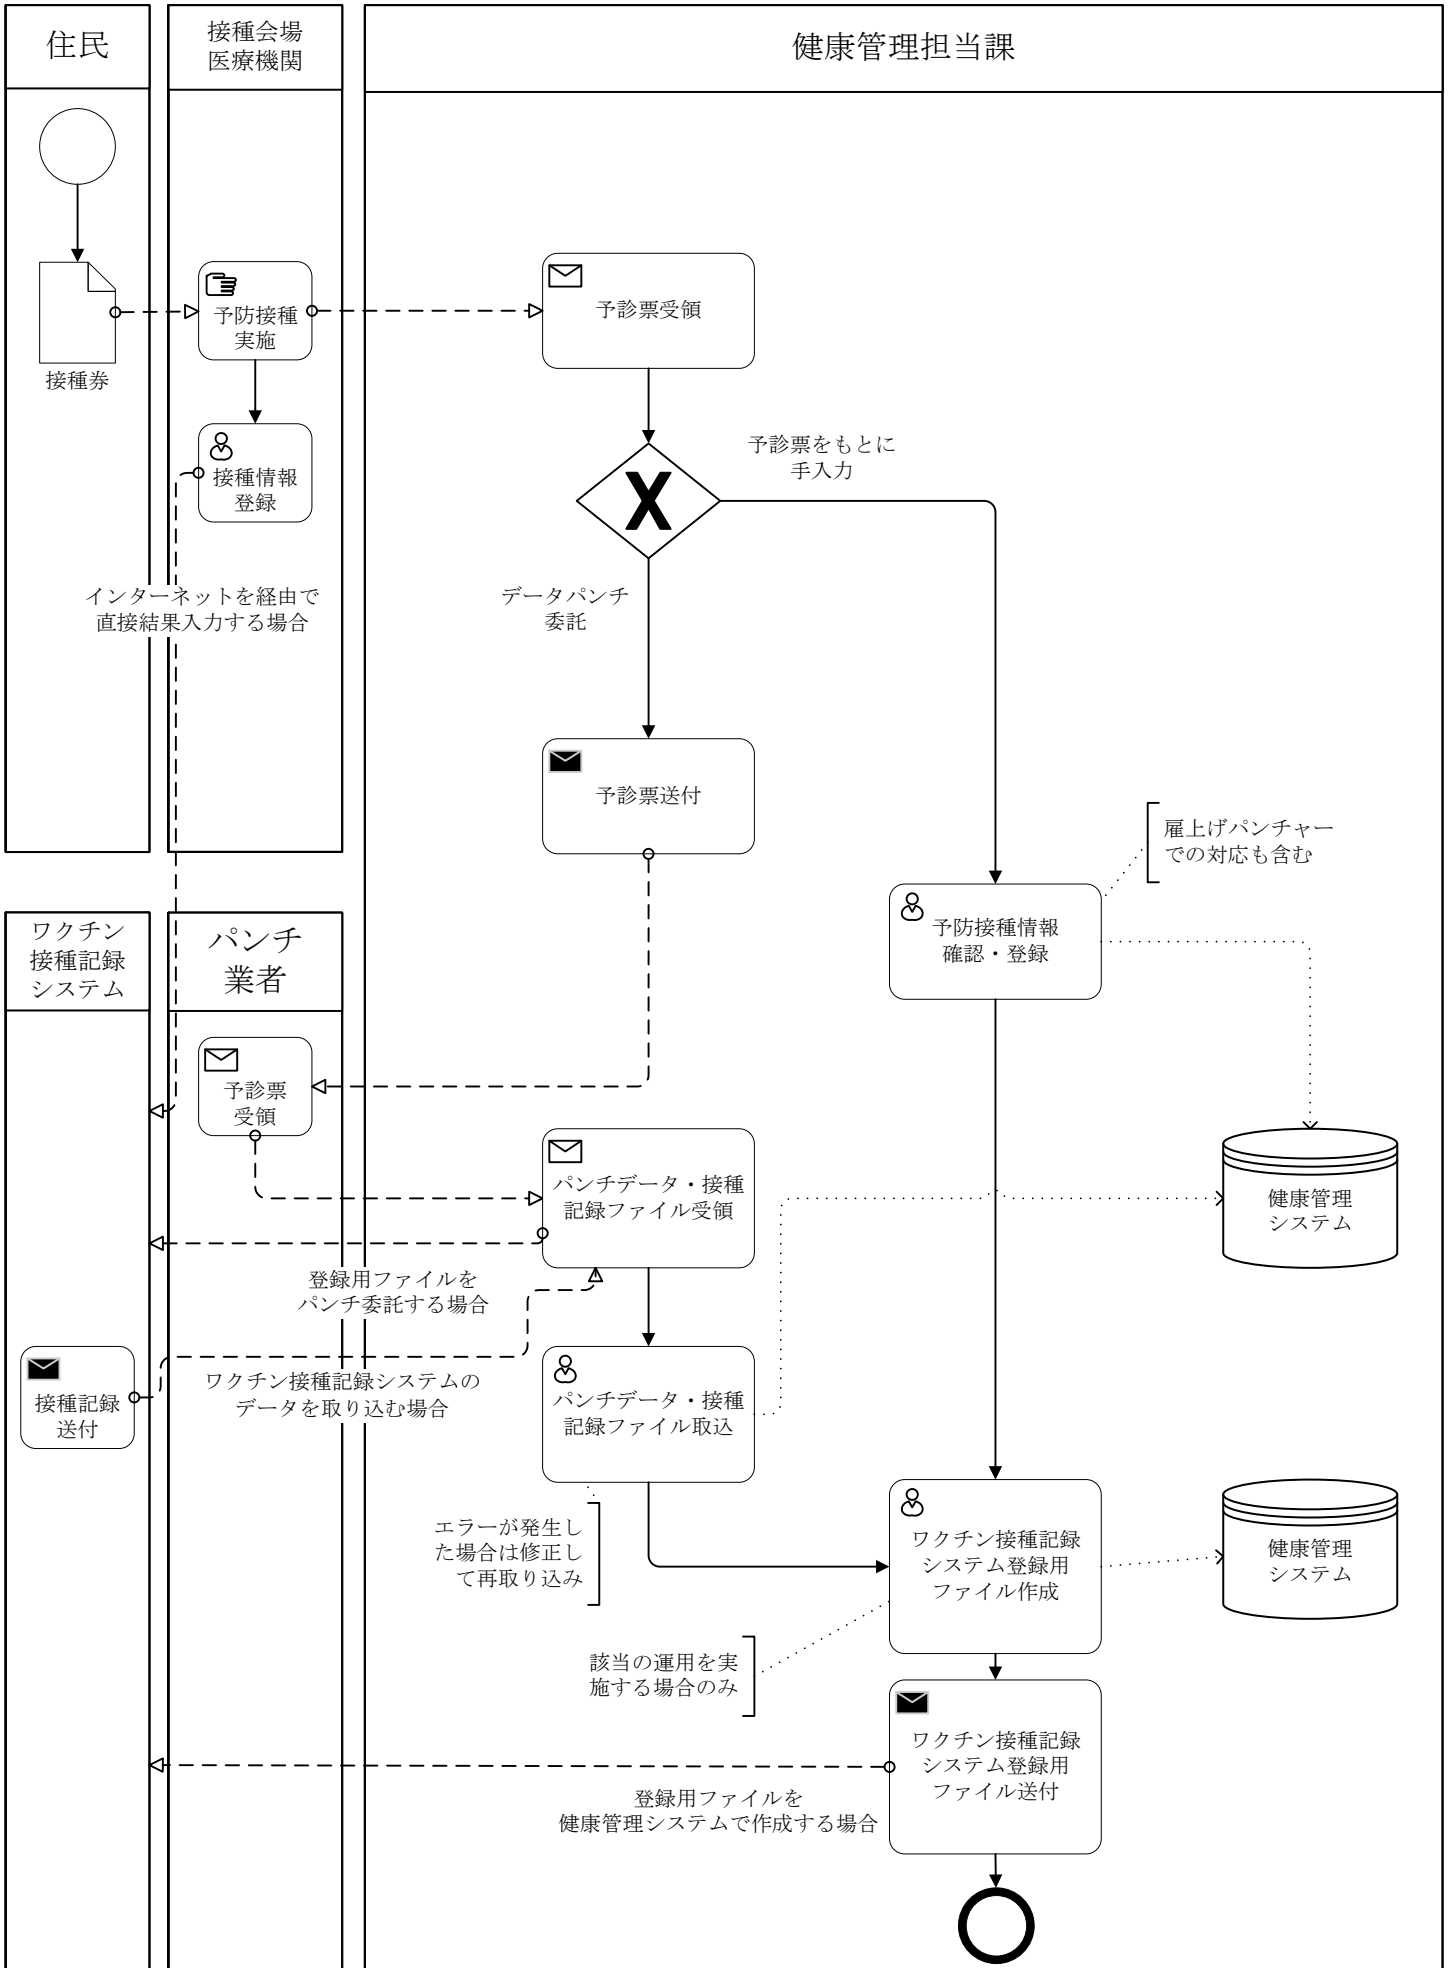 住民
接種会場
医療機関
健康管理担当課
接種券
予防接種
実施
接種情報
登録
予診票受領
予診票をもとに
手入力
インターネットを経由で
直接結果入力する場合
データパンチ
委託
予診票送付
雇上げパンチャー
での対応も含む
予防接種情報
確認・登録
ワクチン
接種記録
システム
パンチ
業者
予診票
受領
パンチデータ・接種
記録ファイル受領
健康管理
システム
登録用ファイルを
パンチ委託する場合
接種記録
送付
ワクチン接種記録システムの
データを取り込む場合
パンチデータ・接種
記録ファイル取込
エラーが発生し
た場合は修正し
て再取り込み
ワクチン接種記録
システム登録用
ファイル作成
健康管理
システム
該当の運用を実
施する場合のみ
ワクチン接種記録
システム登録用
ファイル送付
登録用ファイルを
健康管理システムで作成する場合